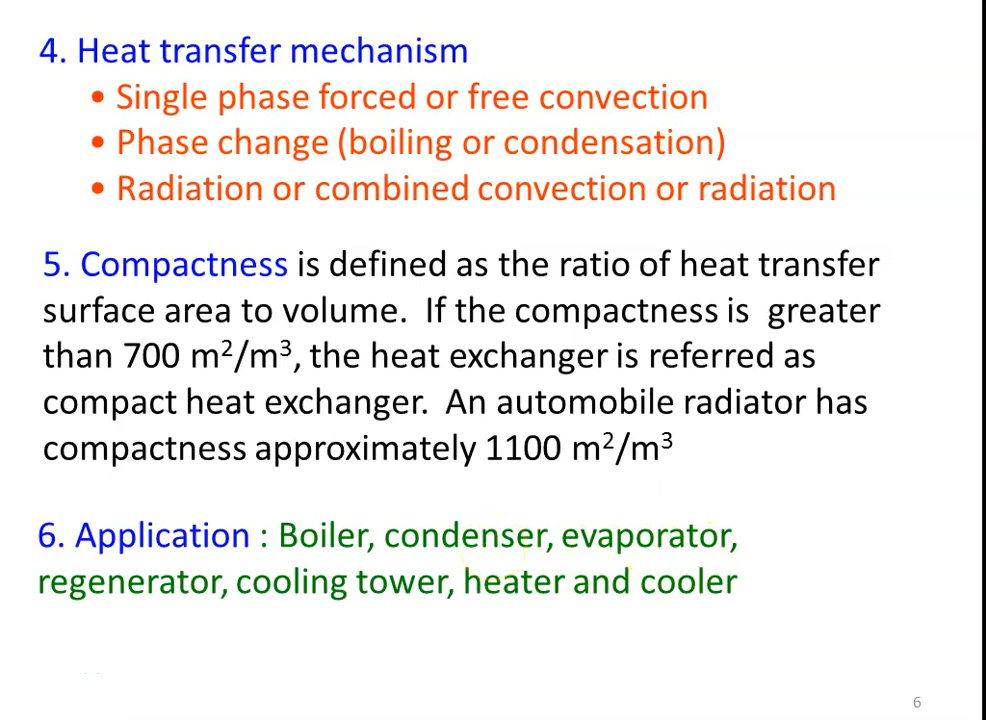 4. Heat transfer mechanism
• Single phase forced or free convection
• Phase change (boiling or condensation)
• Radiation or combined convection or radiation
5. Compactness is defined as the ratio of heat transfer
surface area to volume.  If the compactness is  greater
than 700 m²/m³, the heat exchanger is referred as
compact heat exchanger.  An automobile radiator has
compactness approximately 1100 m²/m³
6. Application : Boiler, condenser, evaporator,
regenerator, cooling tower, heater and cooler
6